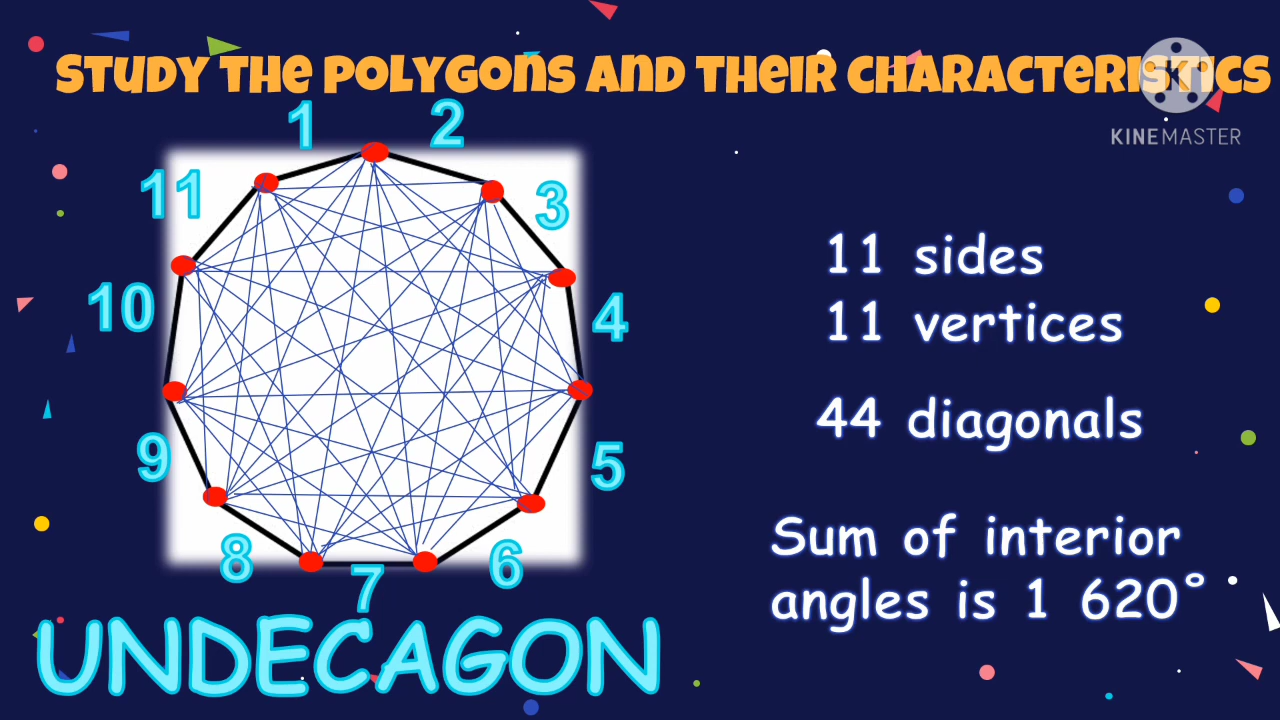 STUDY THE POLYGONS AND THEIR CHARACTERISTICS
KINEMASTER
1
2
11
3
10
4
9
5
8
6
7
11 sides
11 vertices
44 diagonals
Sum of interior
angles is 1 620°
UNDECAGON